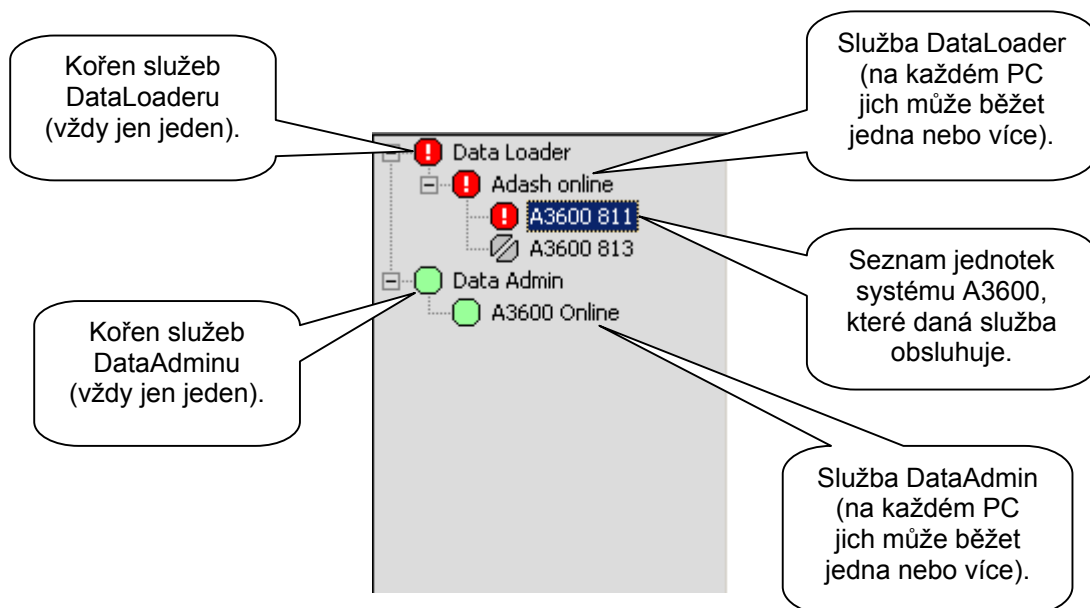 Kořen služeb
DataLoaderu
(vždy jen jeden).
Služba DataLoader
(na každém PC
jich může běžet
jedna nebo více).
Data Loader
Adash online
A3600 811
A3600 813
Data Admin
A3600 Online
Seznam jednotek
systému A3600,
které daná služba
obsluhuje.
Kořen služeb
DataAdminu
(vždy jen jeden).
Služba DataAdmin
(na každém PC
jich může běžet
jedna nebo více).